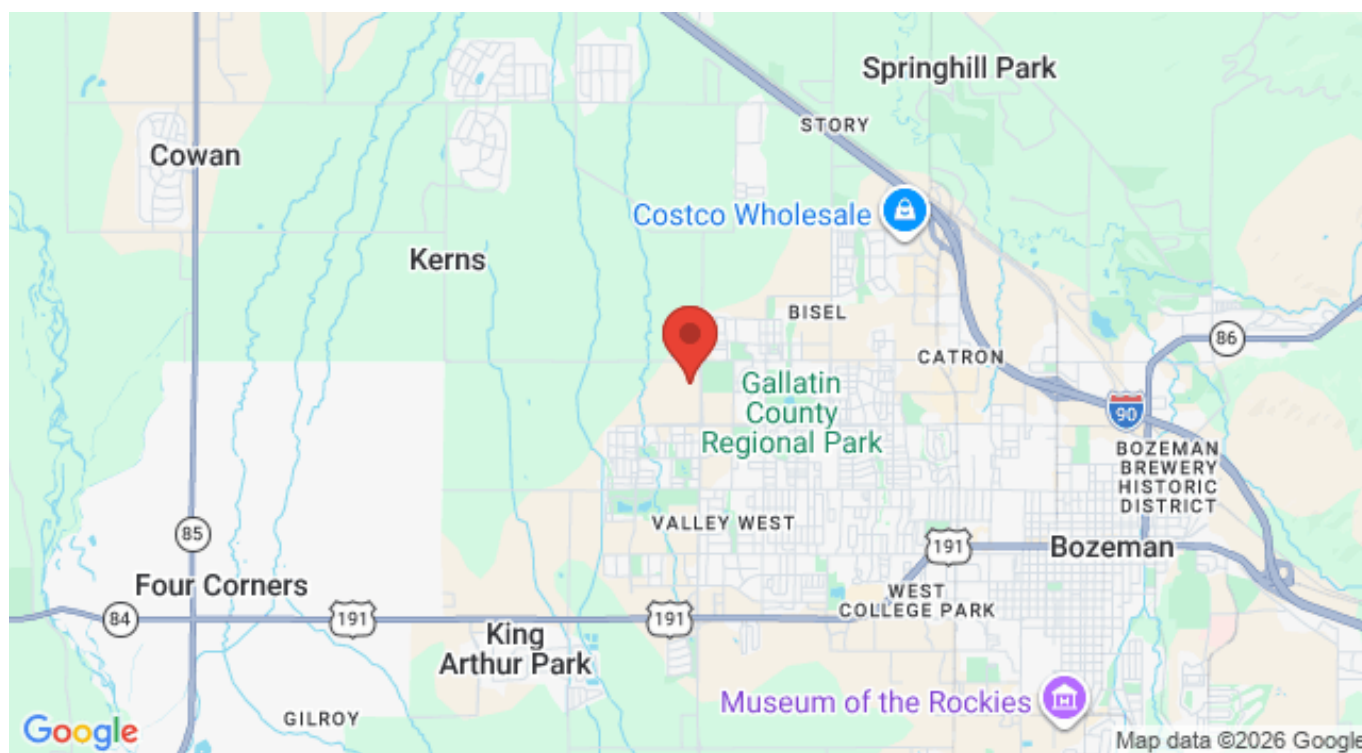 Springhill Park
STORY
Cowan
Costco Wholesale
Kerns
BISEL
86
CATRON
Gallatin
County
Regional Park
90
BOZEMAN
BREWERY
HISTORIC
DISTRICT
VALLEY WEST
85
191
Bozeman
Four Corners
WEST
COLLEGE PARK
84
191
191
King
Arthur Park
Museum of the Rockies
GILROY
Google
Map data ©2026 Google